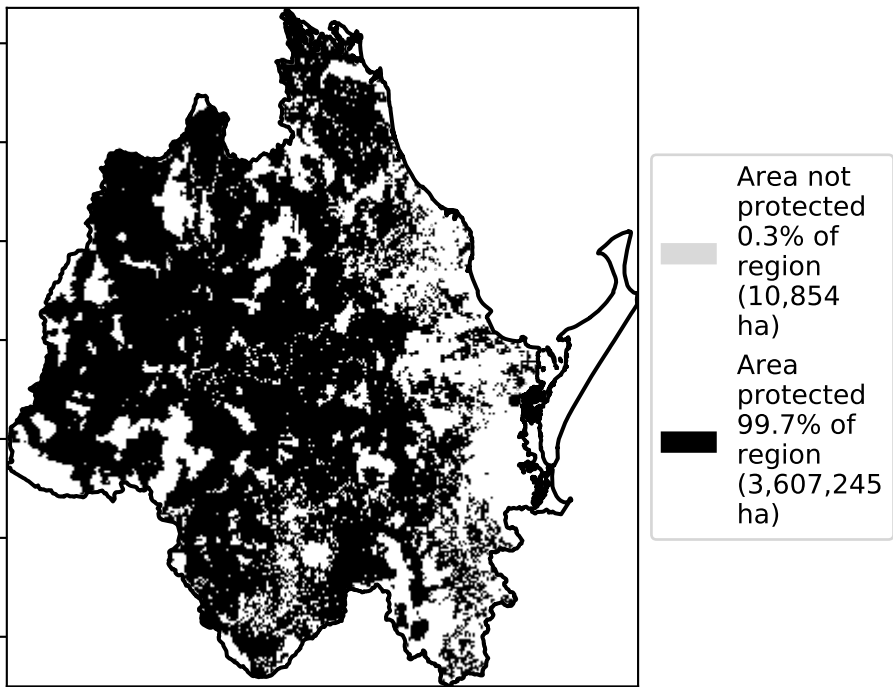 Area not
protected
0.3% of
region
(10,854
ha)
Area
protected
99.7% of
region
(3,607,245
ha)